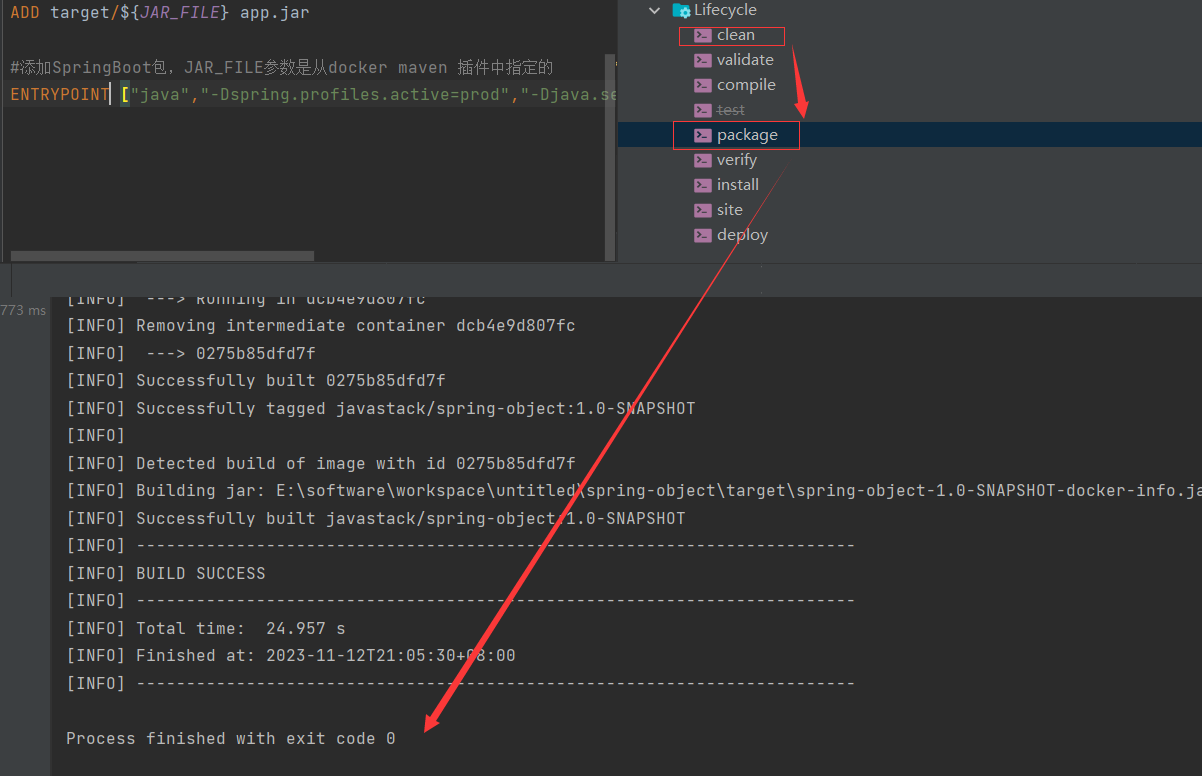 ADD target/${JAR_FILE} app.jar
#添加SpringBoot包，JAR_FILE参数是从docker maven 插件中指定的
ENTRYPOINT ["java","-Dspring.profiles.active=prod","-Djava.se
Lifecycle
clean
validate
compile
test
package
verify
install
site
deploy
773 ms
[INFO]  ---> Running in dcb4e9d807fc
[INFO] Removing intermediate container dcb4e9d807fc
[INFO]  ---> 0275b85dfd7f
[INFO] Successfully built 0275b85dfd7f
[INFO] Successfully tagged javastack/spring-object:1.0-SNAPSHOT
[INFO]
[INFO] Detected build of image with id 0275b85dfd7f
[INFO] Building jar: E:\software\workspace\untitled\spring-object\target\spring-object-1.0-SNAPSHOT-docker-info.ja
[INFO] Successfully built javastack/spring-object:1.0-SNAPSHOT
[INFO] ------------------------------------------------------------------------
[INFO] BUILD SUCCESS
[INFO] ------------------------------------------------------------------------
[INFO] Total time:  24.957 s
[INFO] Finished at: 2023-11-12T21:05:30+08:00
[INFO] ------------------------------------------------------------------------
Process finished with exit code 0